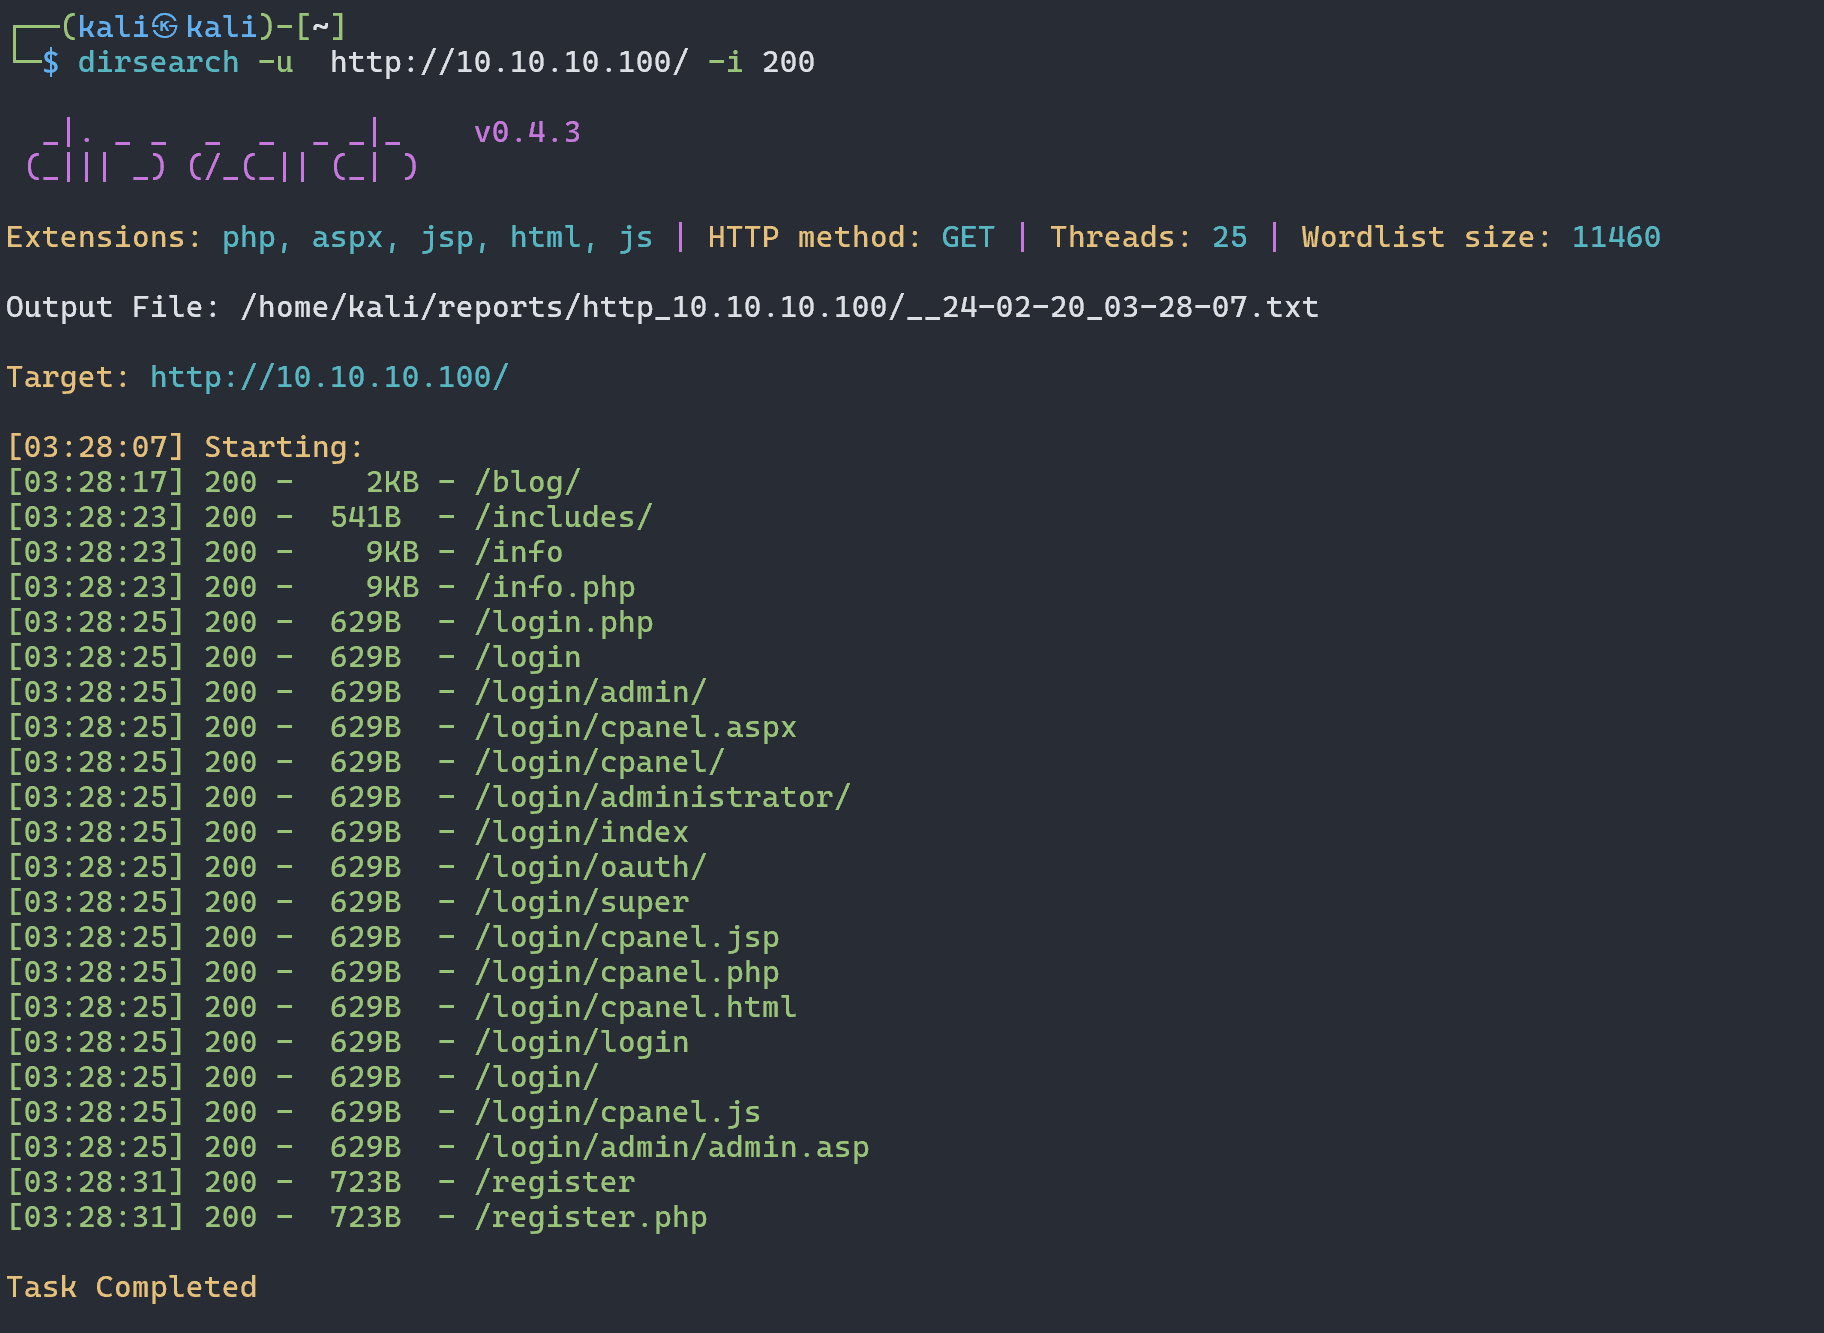 ┌──(kali㉿kali)-[~]
└─$ dirsearch -u  http://10.10.10.100/ -i 200

  _|. _ _  _  _  _ _|_    v0.4.3
 (_||| _) (/_(_|| (_| )

Extensions: php, aspx, jsp, html, js | HTTP method: GET | Threads: 25 | Wordlist size: 11460

Output File: /home/kali/reports/http_10.10.10.100/__24-02-20_03-28-07.txt

Target: http://10.10.10.100/

[03:28:07] Starting:
[03:28:17] 200 -    2KB - /blog/
[03:28:23] 200 -  541B  - /includes/
[03:28:23] 200 -    9KB - /info
[03:28:23] 200 -    9KB - /info.php
[03:28:25] 200 -  629B  - /login.php
[03:28:25] 200 -  629B  - /login
[03:28:25] 200 -  629B  - /login/admin/
[03:28:25] 200 -  629B  - /login/cpanel.aspx
[03:28:25] 200 -  629B  - /login/cpanel/
[03:28:25] 200 -  629B  - /login/administrator/
[03:28:25] 200 -  629B  - /login/index
[03:28:25] 200 -  629B  - /login/oauth/
[03:28:25] 200 -  629B  - /login/super
[03:28:25] 200 -  629B  - /login/cpanel.jsp
[03:28:25] 200 -  629B  - /login/cpanel.php
[03:28:25] 200 -  629B  - /login/cpanel.html
[03:28:25] 200 -  629B  - /login/login
[03:28:25] 200 -  629B  - /login/
[03:28:25] 200 -  629B  - /login/cpanel.js
[03:28:25] 200 -  629B  - /login/admin/admin.asp
[03:28:31] 200 -  723B  - /register
[03:28:31] 200 -  723B  - /register.php

Task Completed